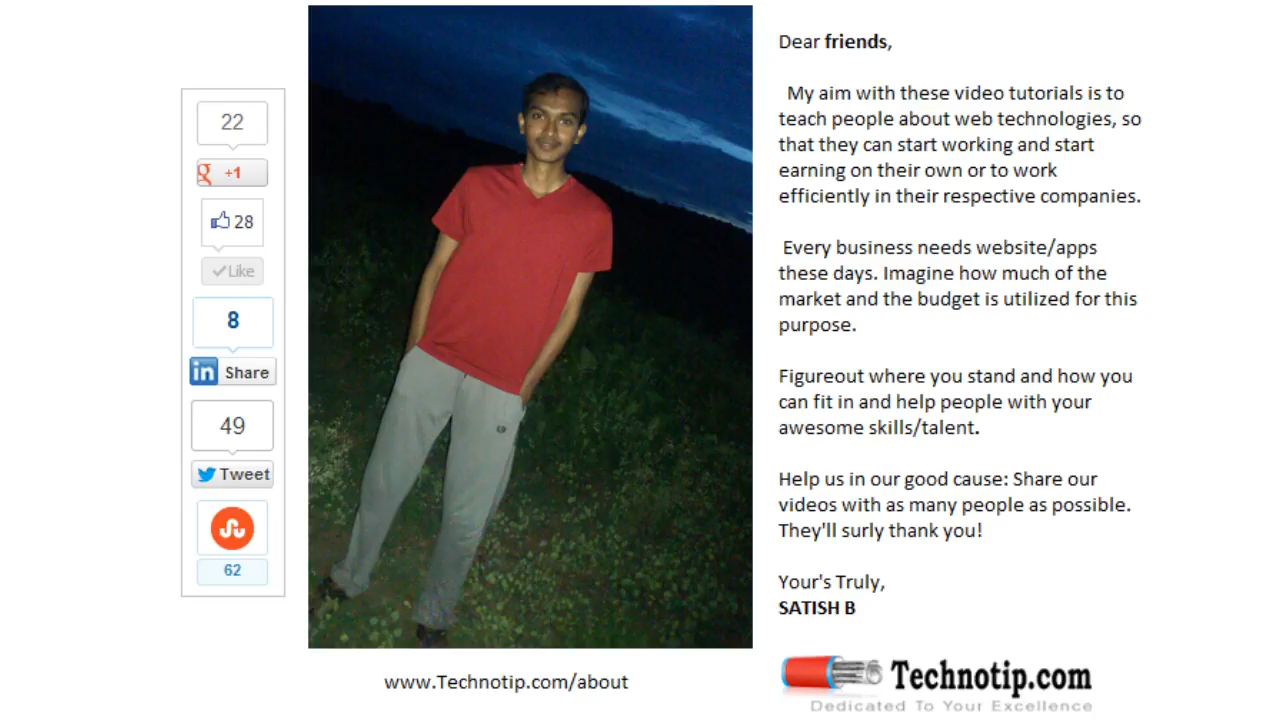 22
g +1
28
Like
8
in Share
49
Tweet
62
Dear friends,
My aim with these video tutorials is to
teach people about web technologies, so
that they can start working and start
earning on their own or to work
efficiently in their respective companies.
Every business needs website/apps
these days. Imagine how much of the
market and the budget is utilized for this
purpose.
Figureout where you stand and how you
can fit in and help people with your
awesome skills/talent.
Help us in our good cause: Share our
videos with as many people as possible.
They'll surly thank you!
Your's Truly,
SATISH B
www.Technotip.com/about
Technotip.com
Dedicated To Your Excellence